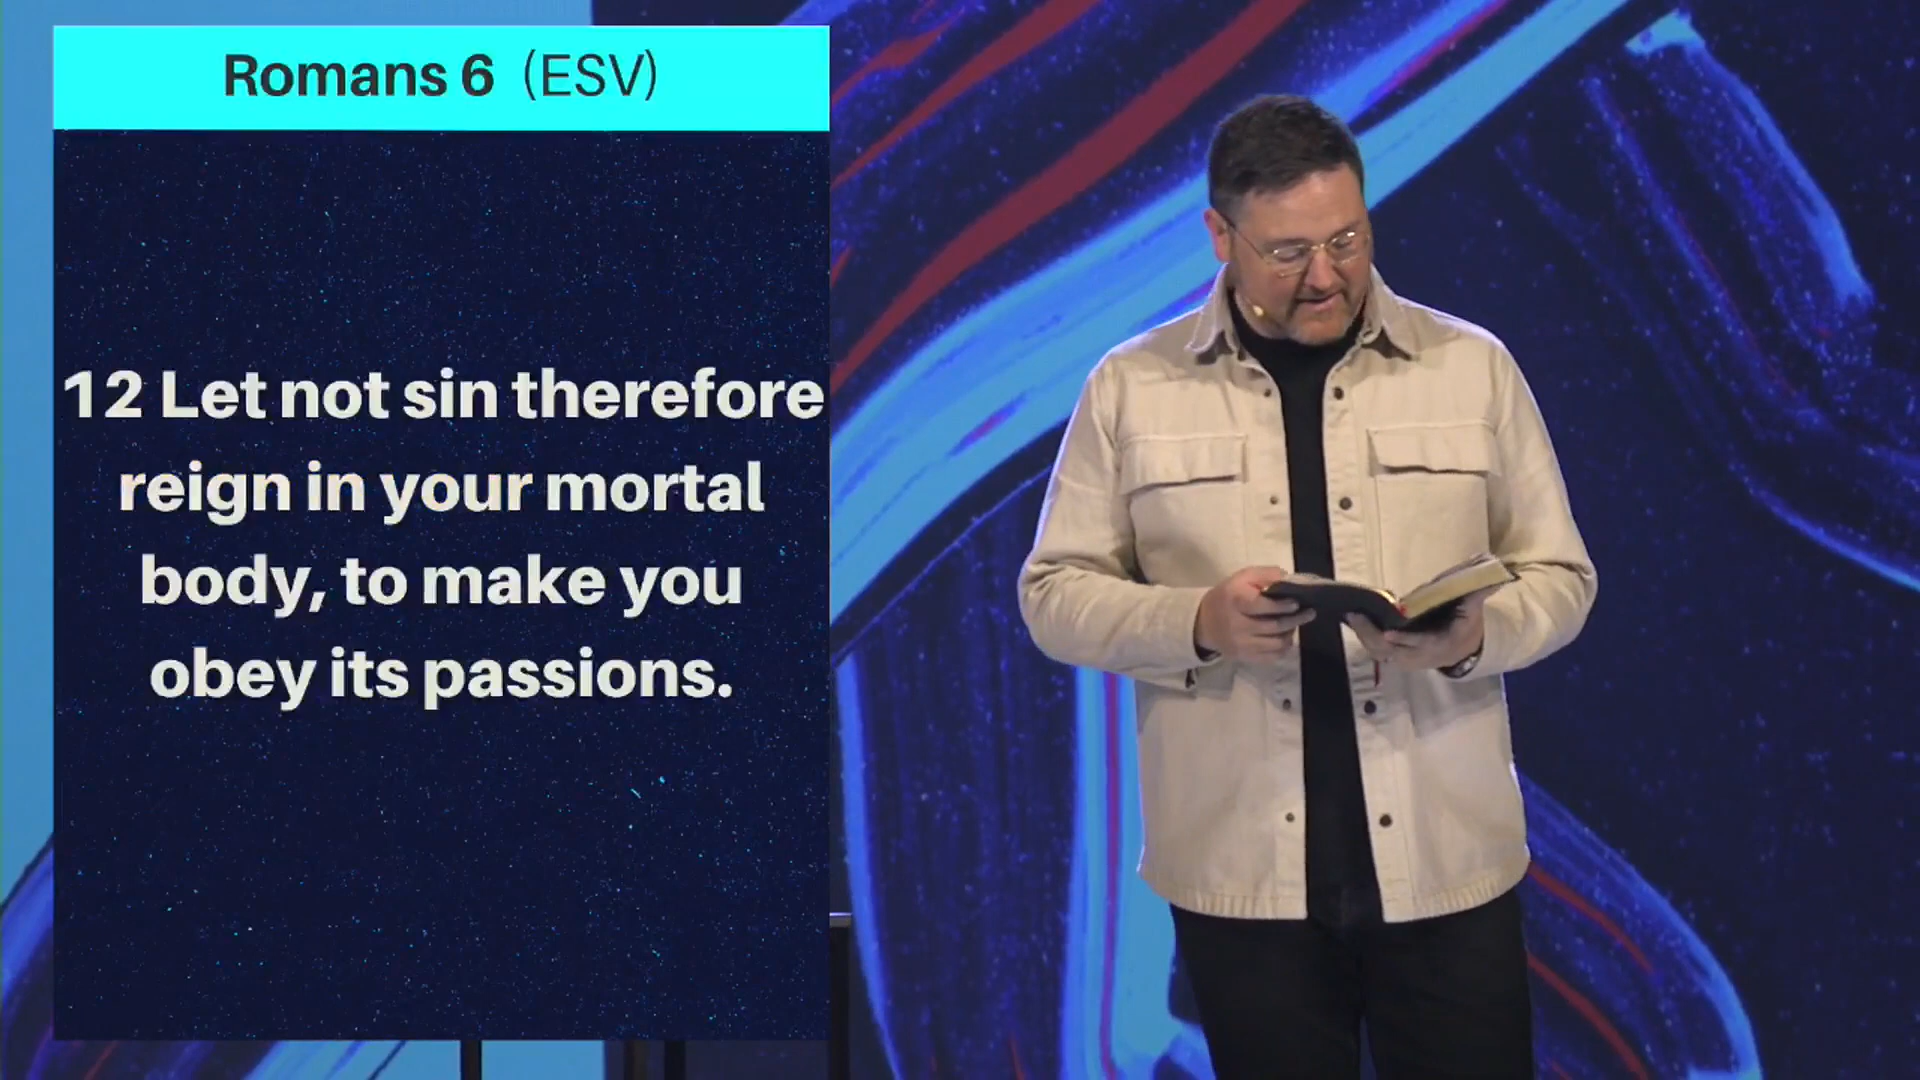 Romans 6 (ESV)
12 Let not sin therefore
reign in your mortal
body, to make you
obey its passions.